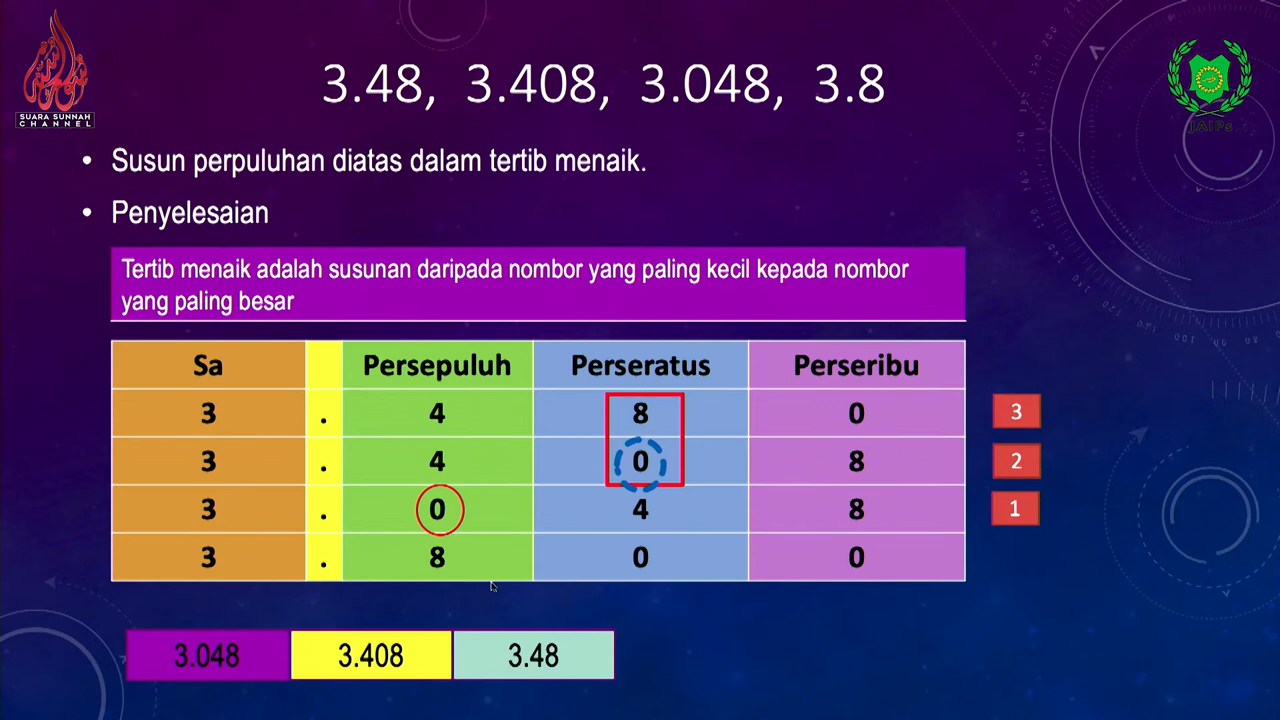 SUARA SUNNAH
CHANNEL
JAIPs
3.48, 3.408, 3.048, 3.8
• Susun perpuluhan diatas dalam tertib menaik.
• Penyelesaian
Tertib menaik adalah susunan daripada nombor yang paling kecil kepada nombor
yang paling besar
Sa Persepuluh Perseratus Perseribu
3 . 4 8 0 3
3 . 4 0 8 2
3 . 0 4 8 1
3 . 8 0 0
3.048 3.408 3.48